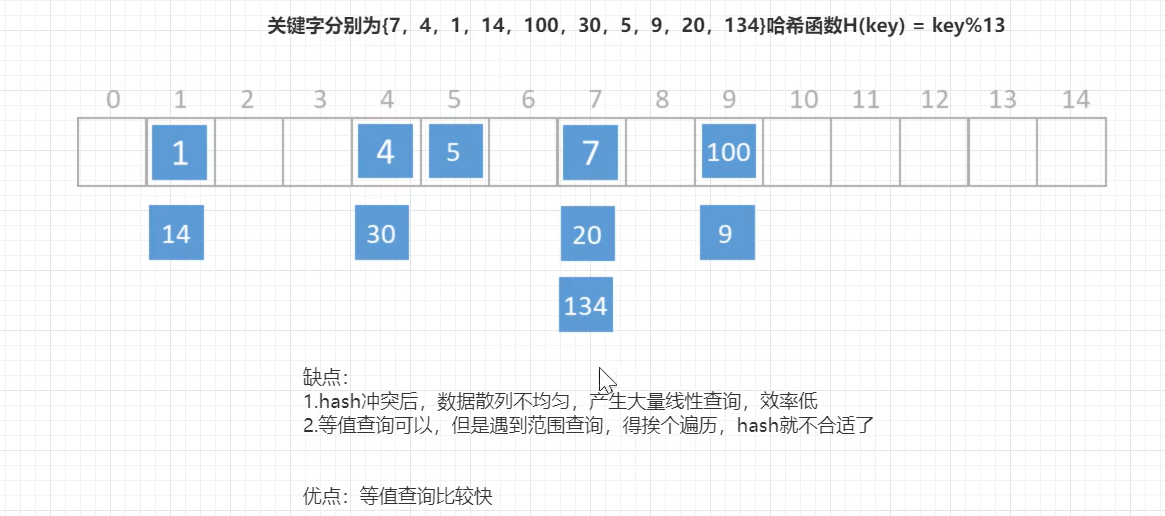 关键字分别为{7，4，1，14，100，30，5，9，20，134}哈希函数H(key) = key%13
0 1 2 3 4 5 6 7 8 9 10 11 12 13 14
1 4 5 7 100
14 30 20 9
134
缺点：
1.hash冲突后，数据散列不均匀，产生大量线性查询，效率低
2.等值查询可以，但是遇到范围查询，得挨个遍历，hash就不合适了
优点：等值查询比较快